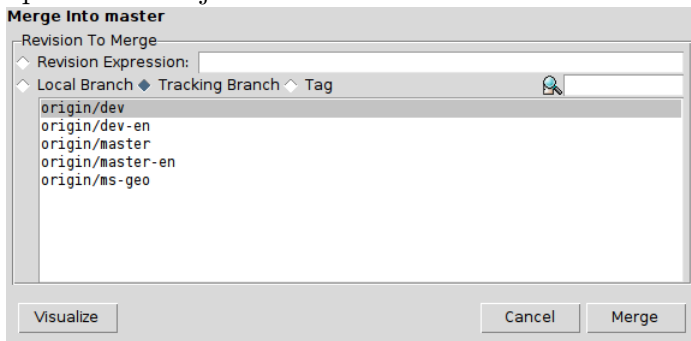 Merge Into master
Revision To Merge
Revision Expression:
Local Branch Tracking Branch Tag
origin/dev
origin/dev-en
origin/master
origin/master-en
origin/ms-geo
Visualize Cancel Merge